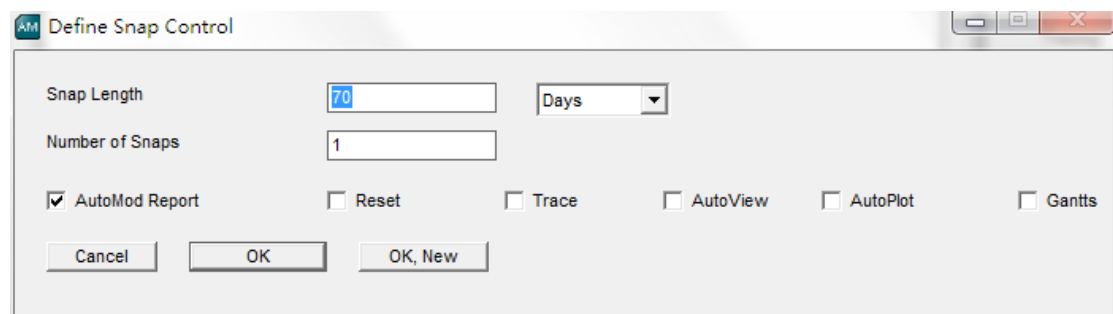 AM Define Snap Control
Snap Length 70 Days
Number of Snaps 1
AutoMod Report Reset Trace AutoView AutoPlot Gantts
Cancel OK OK, New